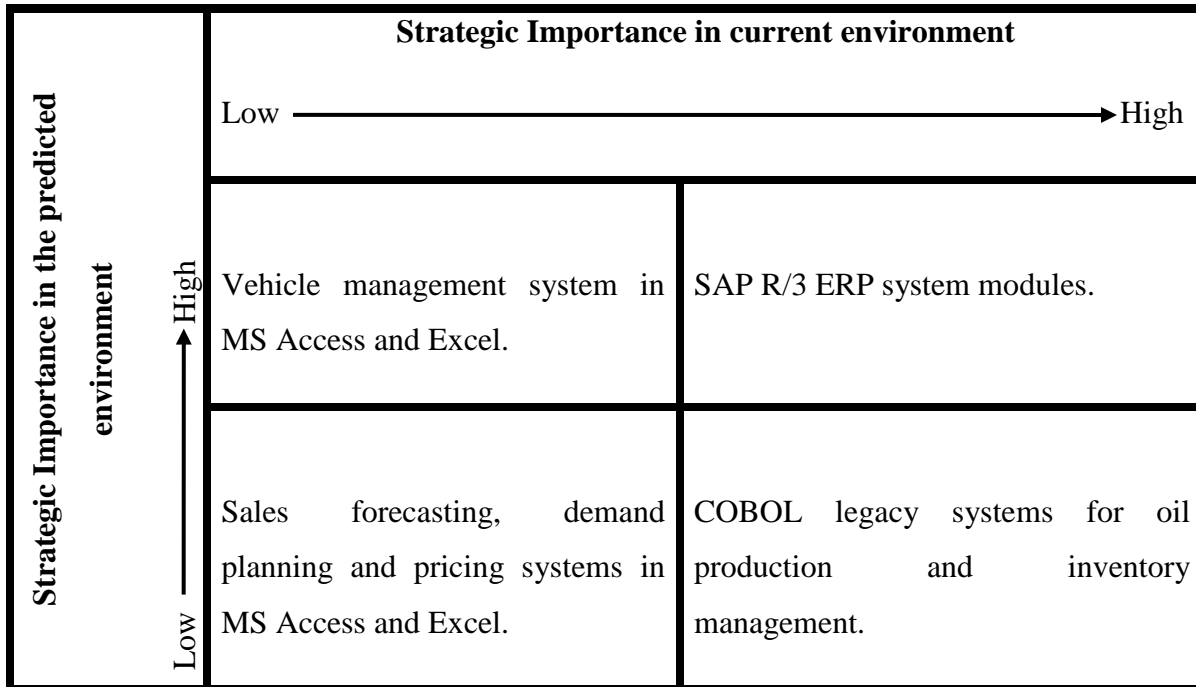 Strategic Importance in current environment
Low High
Strategic Importance in the predicted
environment
Low High
Vehicle management system in
MS Access and Excel.
SAP R/3 ERP system modules.
Sales forecasting, demand
planning and pricing systems in
MS Access and Excel.
COBOL legacy systems for oil
production and inventory
management.